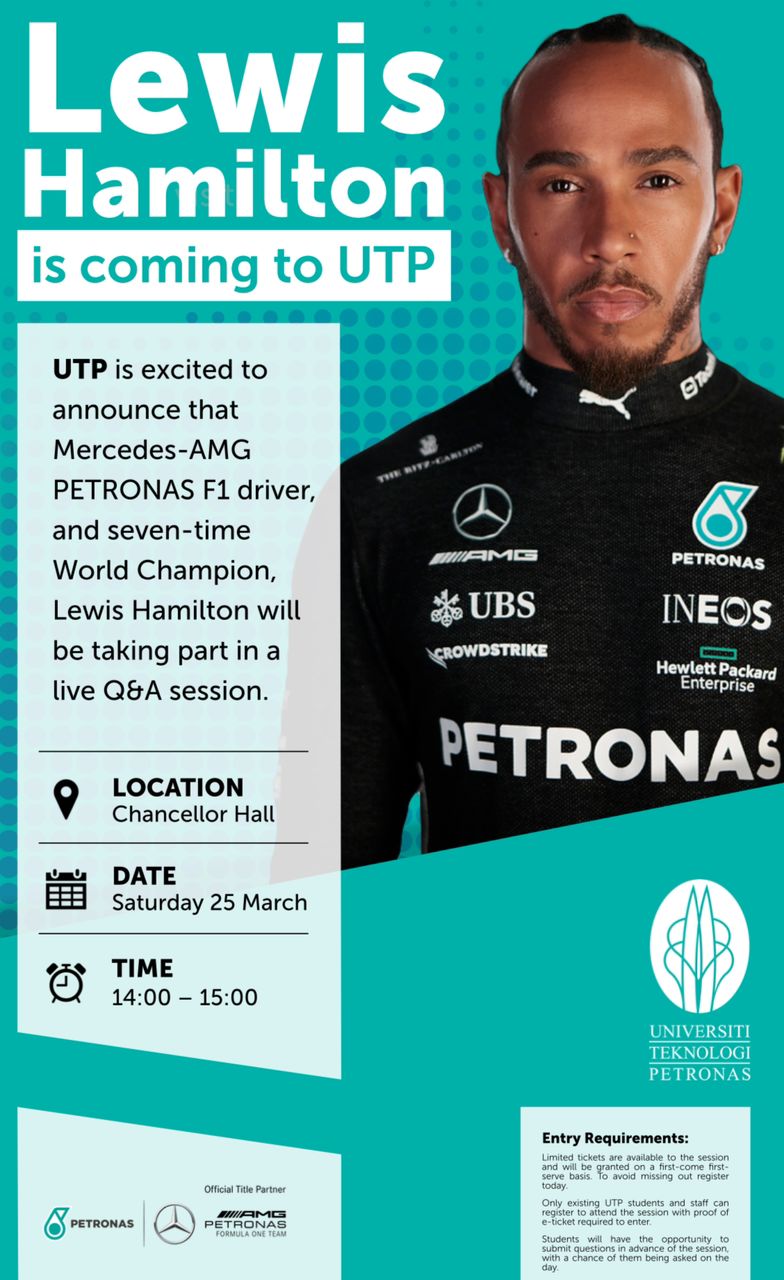 Lewis
Hamilton
is coming to UTP
UTP is excited to
announce that
Mercedes-AMG
PETRONAS F1 driver,
and seven-time
World Champion,
Lewis Hamilton will
be taking part in a
live Q&A session.
LOCATION
Chancellor Hall
DATE
Saturday 25 March
TIME
14:00 – 15:00
THE RITZ-CARLTON
AMG
PETRONAS
UBS
INEOS
CROWDSTRIKE
Hewlett Packard
Enterprise
PETRONAS
UNIVERSITI
TEKNOLOGI
PETRONAS
Official Title Partner
PETRONAS
AMG
PETRONAS
FORMULA ONE TEAM
Entry Requirements:
Limited tickets are available to the session
and will be granted on a first-come first-
serve basis. To avoid missing out register
today.
Only existing UTP students and staff can
register to attend the session with proof of
e-ticket required to enter.
Students will have the opportunity to
submit questions in advance of the session,
with a chance of them being asked on the
day.